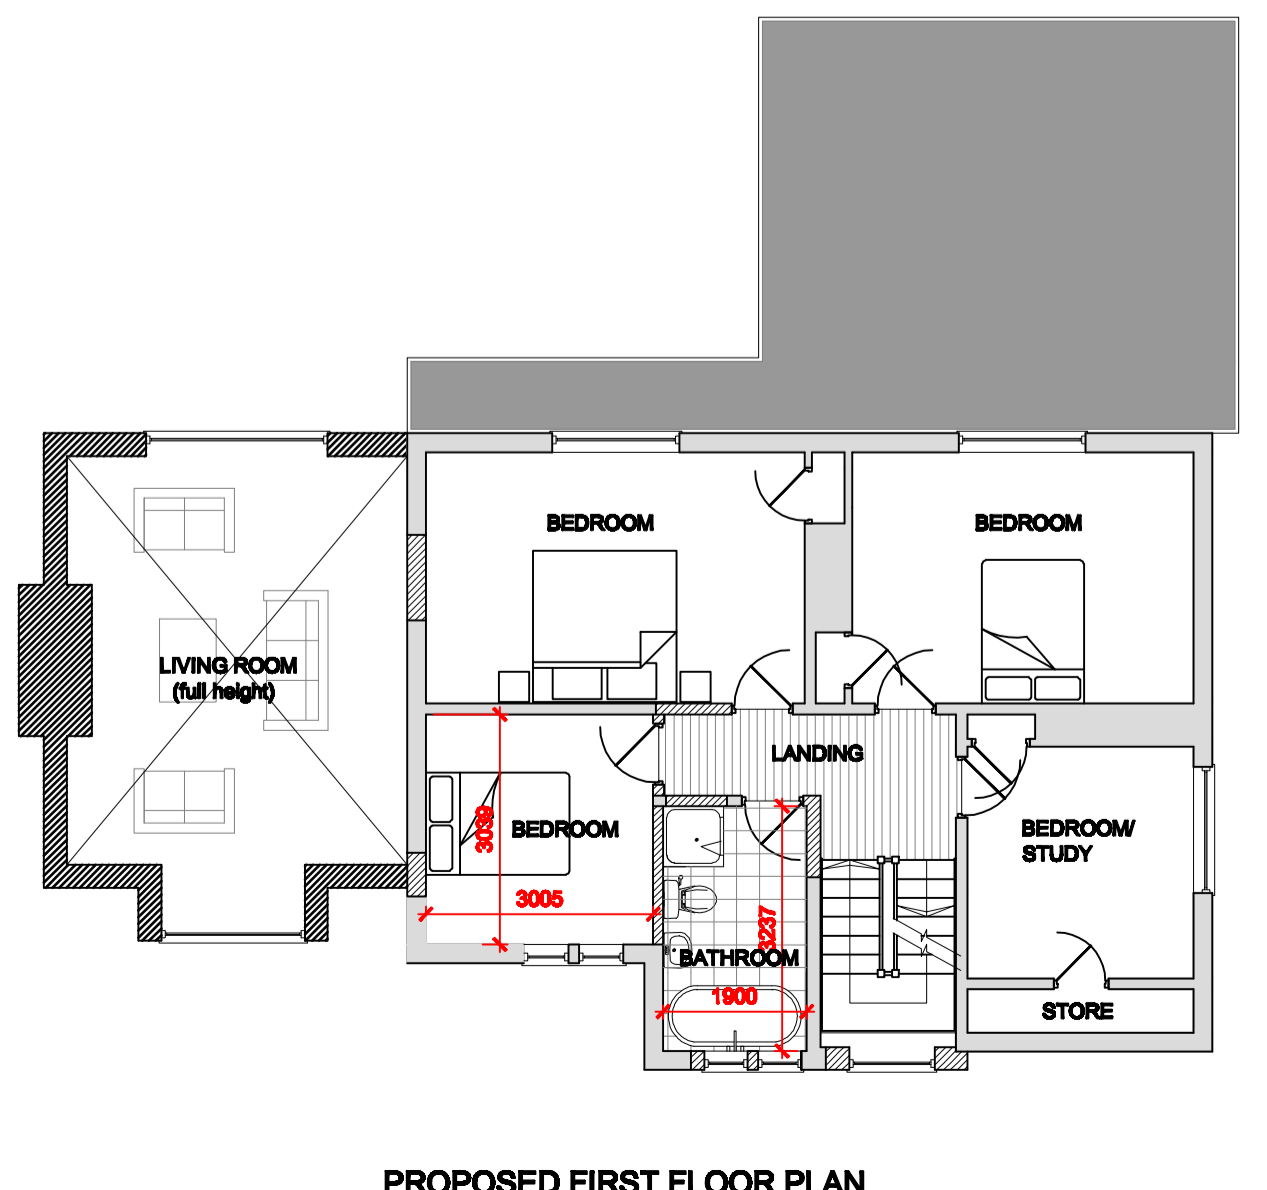 BEDROOM
BEDROOM
LIVING ROOM
(full height)
LANDING
3039
BEDROOM
BEDROOM/
STUDY
3005
3237
BATHROOM
1900
STORE
PROPOSED FIRST FLOOR PLAN